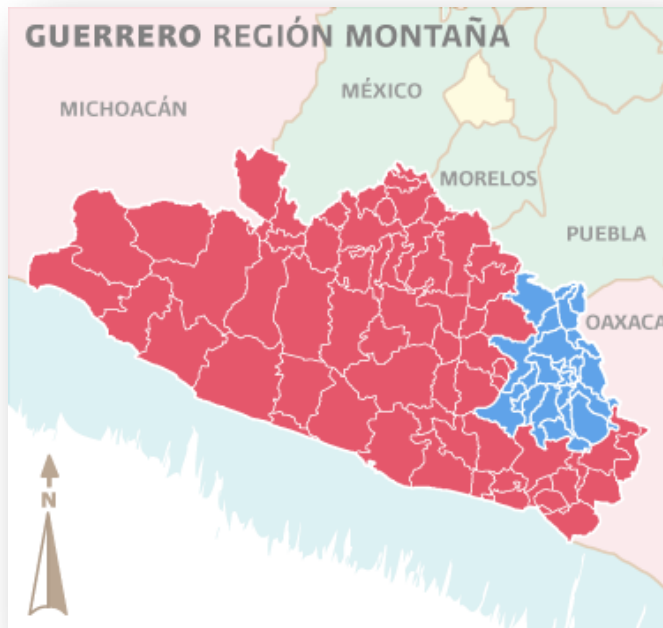 GUERRERO REGIÓN MONTAÑA
MÉXICO
MICHOACÁN
MORELOS
PUEBLA
OAXACA
N